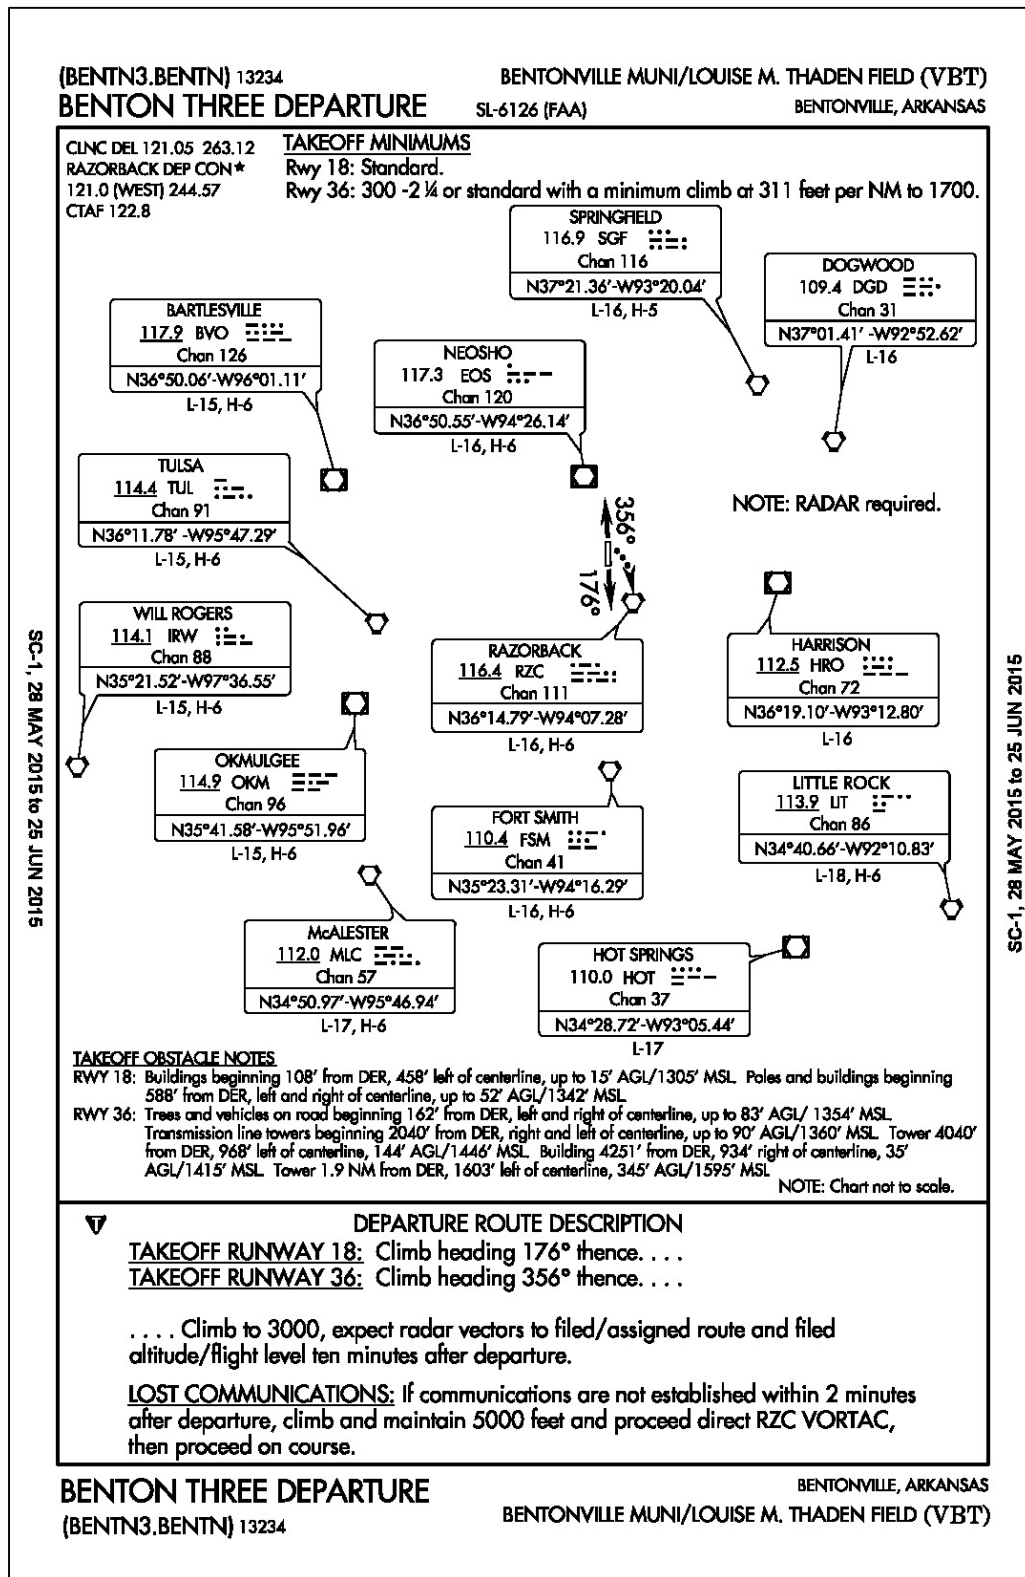 (BENTN3.BENTN) 13234
BENTON THREE DEPARTURE
SL-6126 (FAA)
BENTONVILLE MUNI/LOUISE M. THADEN FIELD (VBT)
BENTONVILLE, ARKANSAS
CLNC DEL 121.05 263.12
RAZORBACK DEP CON★
121.0 (WEST) 244.57
CTAF 122.8
TAKEOFF MINIMUMS
Rwy 18: Standard.
Rwy 36: 300 -2 ¼ or standard with a minimum climb at 311 feet per NM to 1700.
SPRINGFIELD
116.9 SGF
Chan 116
N37°21.36’-W93°20.04’
L-16, H-5
DOGWOOD
109.4 DGD
Chan 31
N37°01.41’ -W92°52.62’
L-16
BARTLESVILLE
117.9 BVO
Chan 126
N36°50.06’-W96°01.11’
L-15, H-6
NEOSHO
117.3 EOS
Chan 120
N36°50.55’-W94°26.14’
L-16, H-6
TULSA
114.4 TUL
Chan 91
N36°11.78’ -W95°47.29’
L-15, H-6
NOTE: RADAR required.
356°
176°
WILL ROGERS
114.1 IRW
Chan 88
N35°21.52’-W97°36.55’
L-15, H-6
RAZORBACK
116.4 RZC
Chan 111
N36°14.79’-W94°07.28’
L-16, H-6
HARRISON
112.5 HRO
Chan 72
N36°19.10’-W93°12.80’
L-16
OKMULGEE
114.9 OKM
Chan 96
N35°41.58’-W95°51.96’
L-15, H-6
FORT SMITH
110.4 FSM
Chan 41
N35°23.31’-W94°16.29’
L-16, H-6
LITTLE ROCK
113.9 LIT
Chan 86
N34°40.66’-W92°10.83’
L-18, H-6
McALESTER
112.0 MLC
Chan 57
N34°50.97’-W95°46.94’
L-17, H-6
HOT SPRINGS
110.0 HOT
Chan 37
N34°28.72’-W93°05.44’
L-17
SC-1, 28 MAY 2015 to 25 JUN 2015
SC-1, 28 MAY 2015 to 25 JUN 2015
TAKEOFF OBSTACLE NOTES
RWY 18: Buildings beginning 108’ from DER, 458’ left of centerline, up to 15’ AGL/1305’ MSL. Poles and buildings beginning
588’ from DER, left and right of centerline, up to 52’ AGL/1342’ MSL.
RWY 36: Trees and vehicles on road beginning 162’ from DER, left and right of centerline, up to 83’ AGL/ 1354’ MSL.
Transmission line towers beginning 2040’ from DER, right and left of centerline, up to 90’ AGL/1360’ MSL. Tower 4040’
from DER, 968’ left of centerline, 144’ AGL/1446’ MSL. Building 4251’ from DER, 934’ right of centerline, 35’
AGL/1415’ MSL. Tower 1.9 NM from DER, 1603’ left of centerline, 345’ AGL/1595’ MSL.
NOTE: Chart not to scale.
T
DEPARTURE ROUTE DESCRIPTION
TAKEOFF RUNWAY 18: Climb heading 176° thence. . . .
TAKEOFF RUNWAY 36: Climb heading 356° thence. . . .
. . . . Climb to 3000, expect radar vectors to filed/assigned route and filed
altitude/flight level ten minutes after departure.
LOST COMMUNICATIONS: If communications are not established within 2 minutes
after departure, climb and maintain 5000 feet and proceed direct RZC VORTAC,
then proceed on course.
BENTON THREE DEPARTURE
(BENTN3.BENTN) 13234
BENTONVILLE, ARKANSAS
BENTONVILLE MUNI/LOUISE M. THADEN FIELD (VBT)